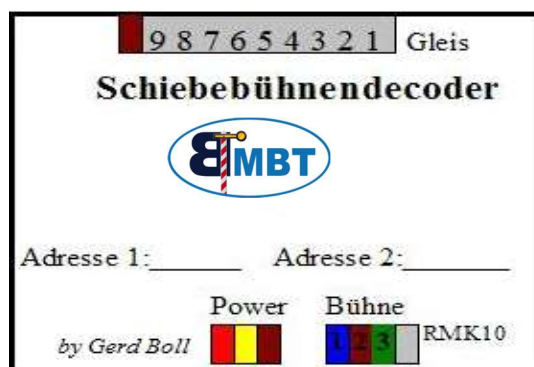 9 8 7 6 5 4 3 2 1 Gleis
Schiebebühnendecoder
BTMBT
Adresse 1:______ Adresse 2:_______
Power Bühne
by Gerd Boll 1 2 3 RMK10